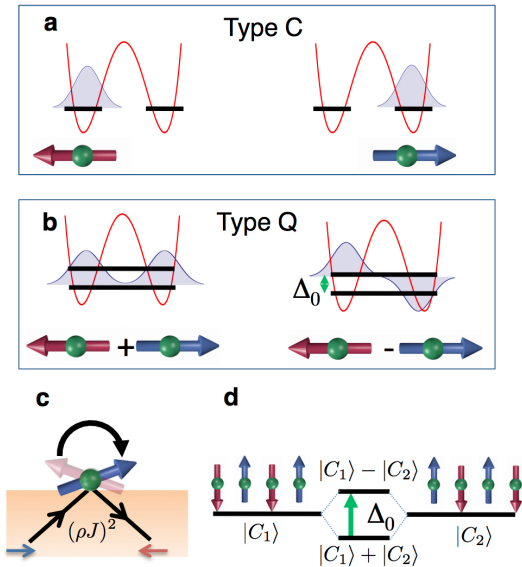 a Type C
b Type Q
Δ₀
+ -
c d
(ρJ)²
|C₁⟩ − |C₂⟩
|C₁⟩ Δ₀ |C₂⟩
|C₁⟩ + |C₂⟩